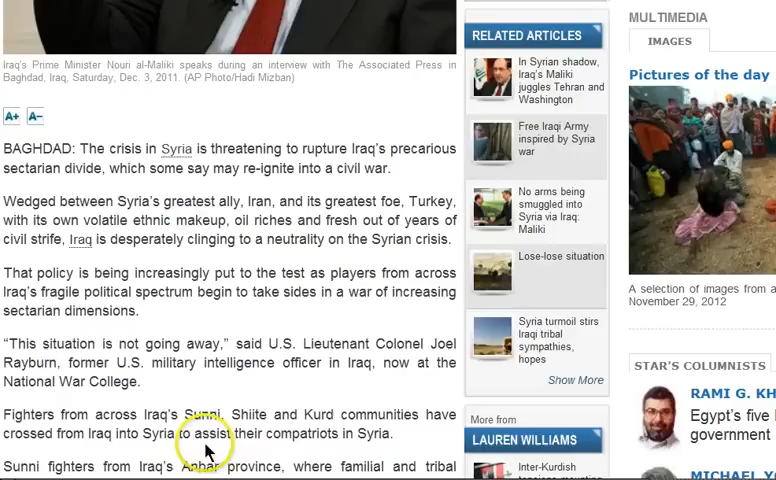 Iraq's Prime Minister Nouri al-Maliki speaks during an interview with The Associated Press in
Baghdad, Iraq, Saturday, Dec. 3, 2011. (AP Photo/Hadi Mizban)
A+ A-
BAGHDAD: The crisis in Syria is threatening to rupture Iraq's precarious
sectarian divide, which some say may re-ignite into a civil war.
Wedged between Syria's greatest ally, Iran, and its greatest foe, Turkey,
with its own volatile ethnic makeup, oil riches and fresh out of years of
civil strife, Iraq is desperately clinging to a neutrality on the Syrian crisis.
That policy is being increasingly put to the test as players from across
Iraq's fragile political spectrum begin to take sides in a war of increasing
sectarian dimensions.
“This situation is not going away,” said U.S. Lieutenant Colonel Joel
Rayburn, former U.S. military intelligence officer in Iraq, now at the
National War College.
Fighters from across Iraq's Sunni, Shiite and Kurd communities have
crossed from Iraq into Syria to assist their compatriots in Syria.
Sunni fighters from Iraq's Anbar province, where familial and tribal
RELATED ARTICLES
In Syrian shadow,
Iraq's Maliki
juggles Tehran and
Washington
Free Iraqi Army
inspired by Syria
war
No arms being
smuggled into
Syria via Iraq:
Maliki
Lose-lose situation
Syria turmoil stirs
Iraqi tribal
sympathies,
hopes
Show More
More from
LAUREN WILLIAMS
Inter-Kurdish
tensions mounting
MULTIMEDIA
IMAGES
Pictures of the day
A selection of images from a
November 29, 2012
STAR'S COLUMNISTS
RAMI G. KH
Egypt's five
government
MICHAEL Y